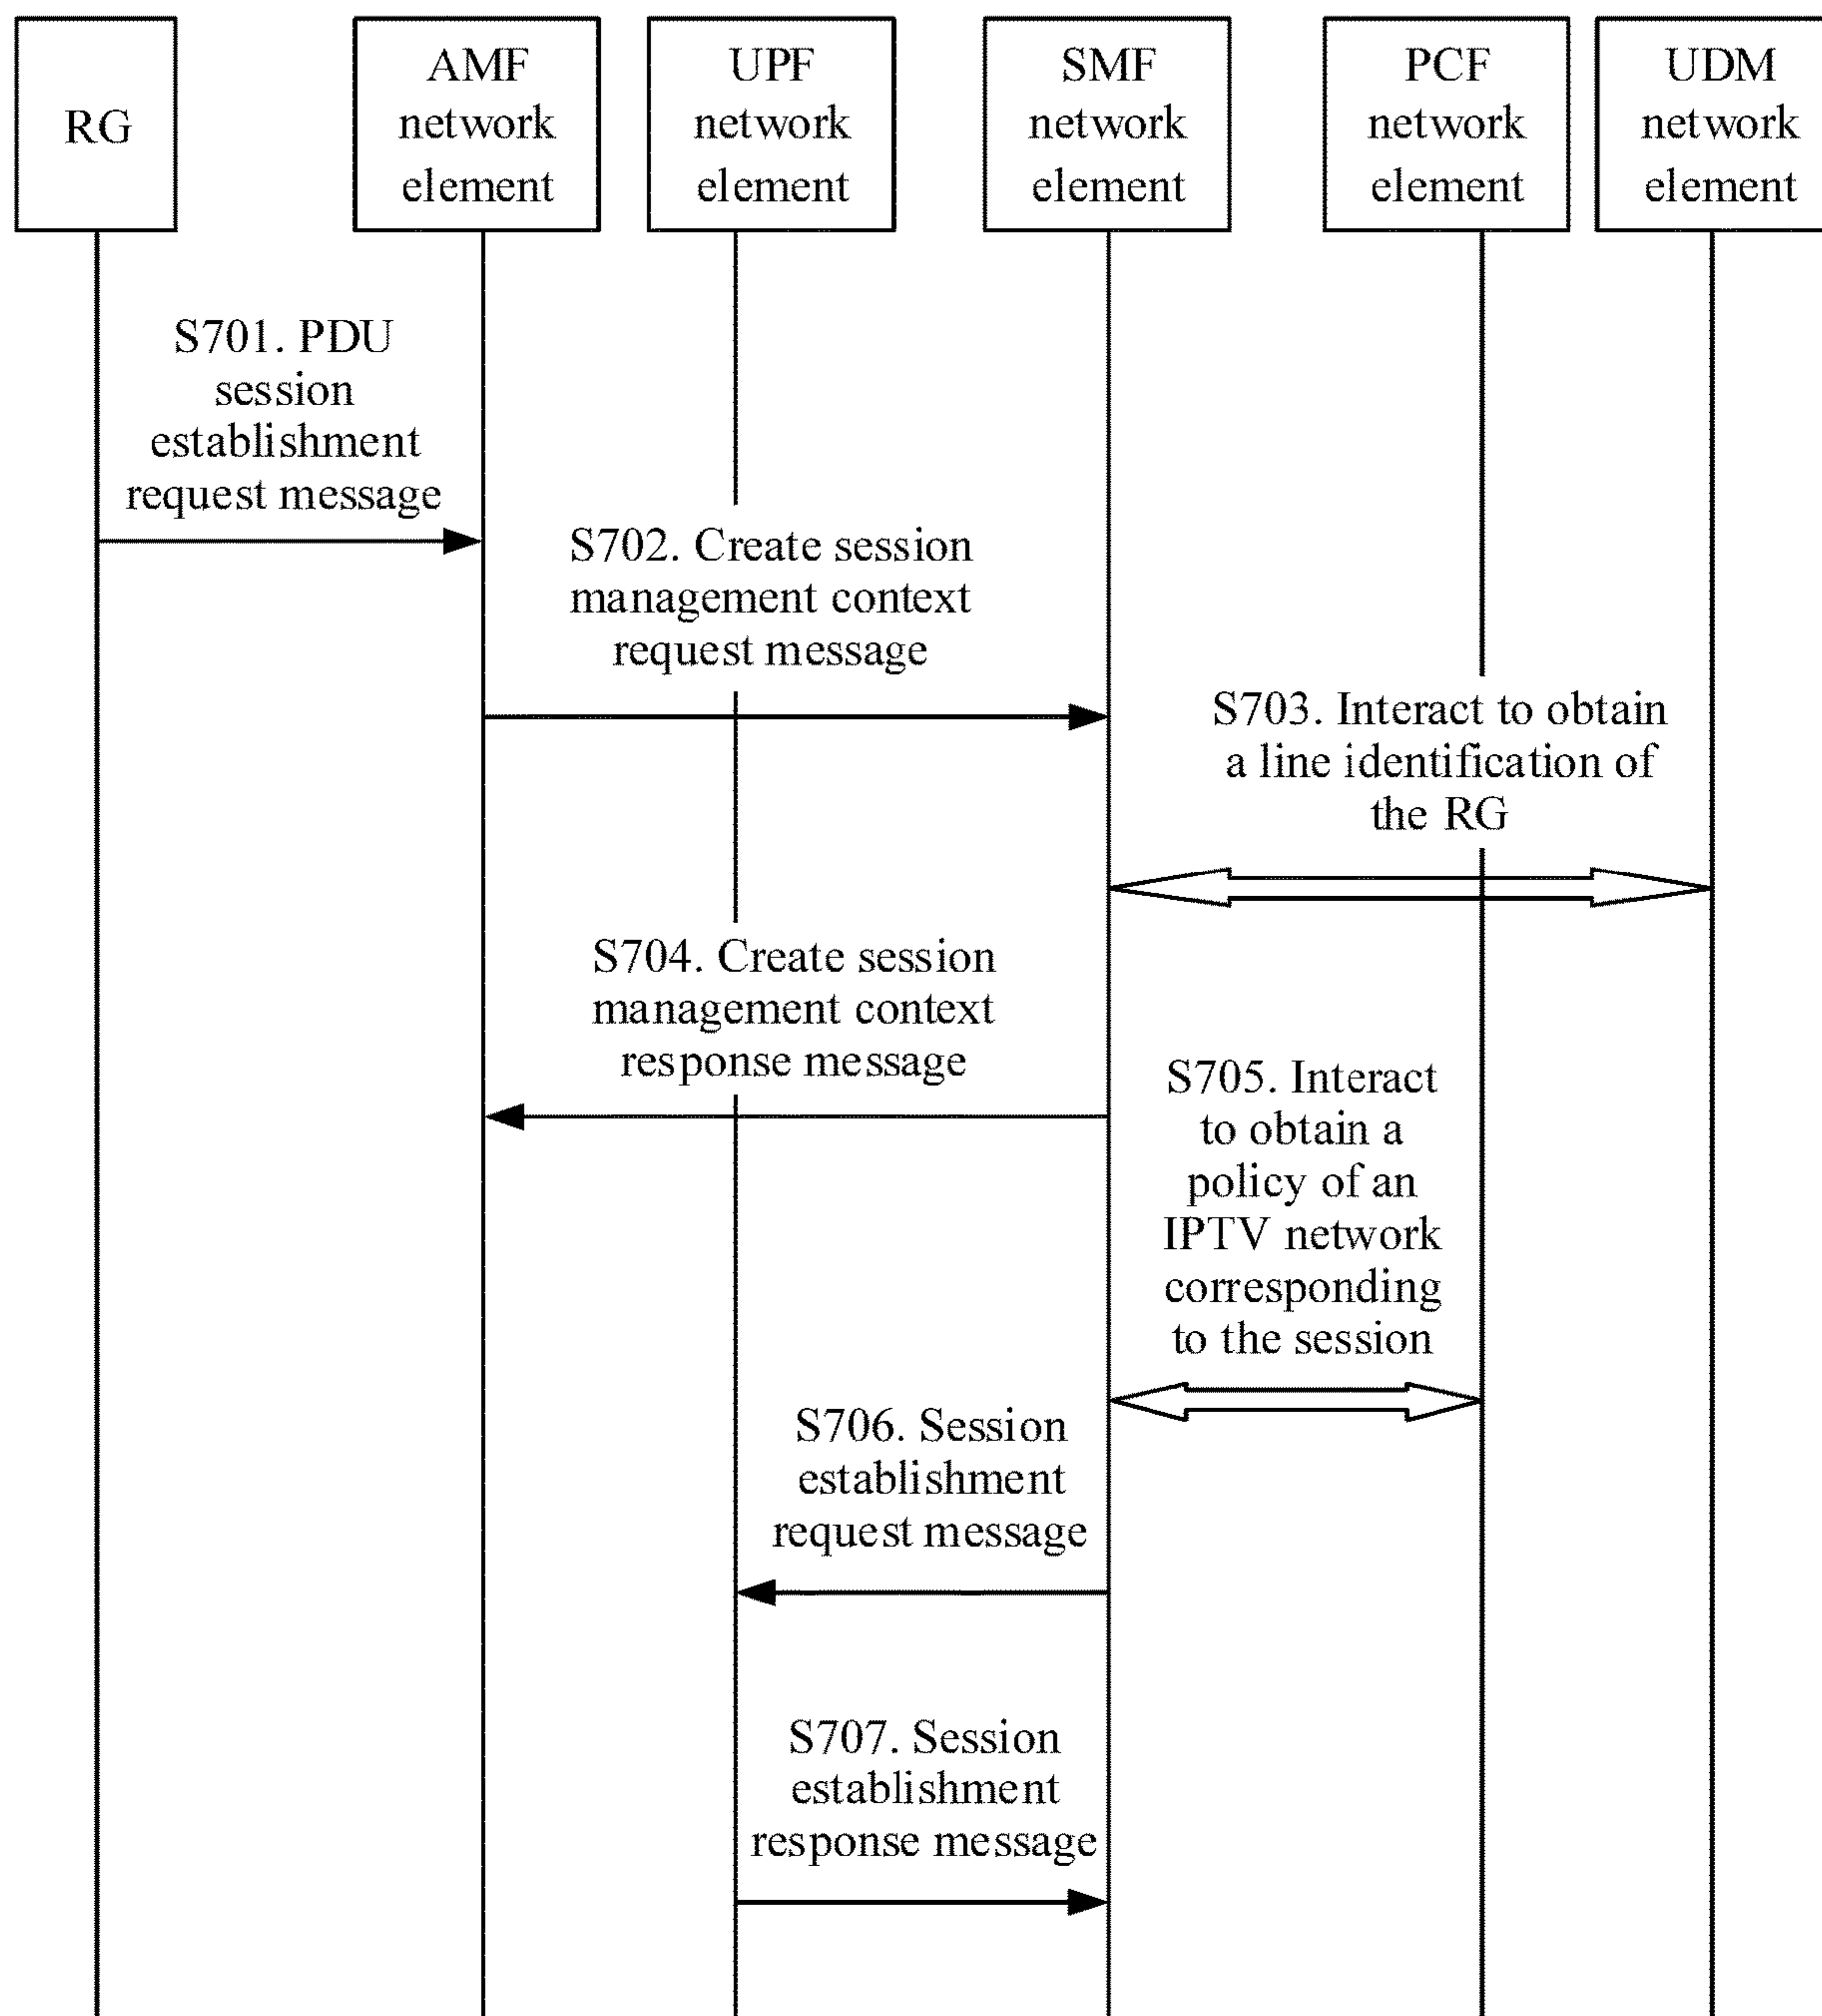 RG
AMF
network
element
UPF
network
element
SMF
network
element
PCF
network
element
UDM
network
element
S701. PDU
session
establishment
request message
S702. Create session
management context
request message
S703. Interact to obtain
a line identification of
the RG
S704. Create session
management context
response message
S705. Interact
to obtain a
policy of an
IPTV network
corresponding
to the session
S706. Session
establishment
request message
S707. Session
establishment
response message